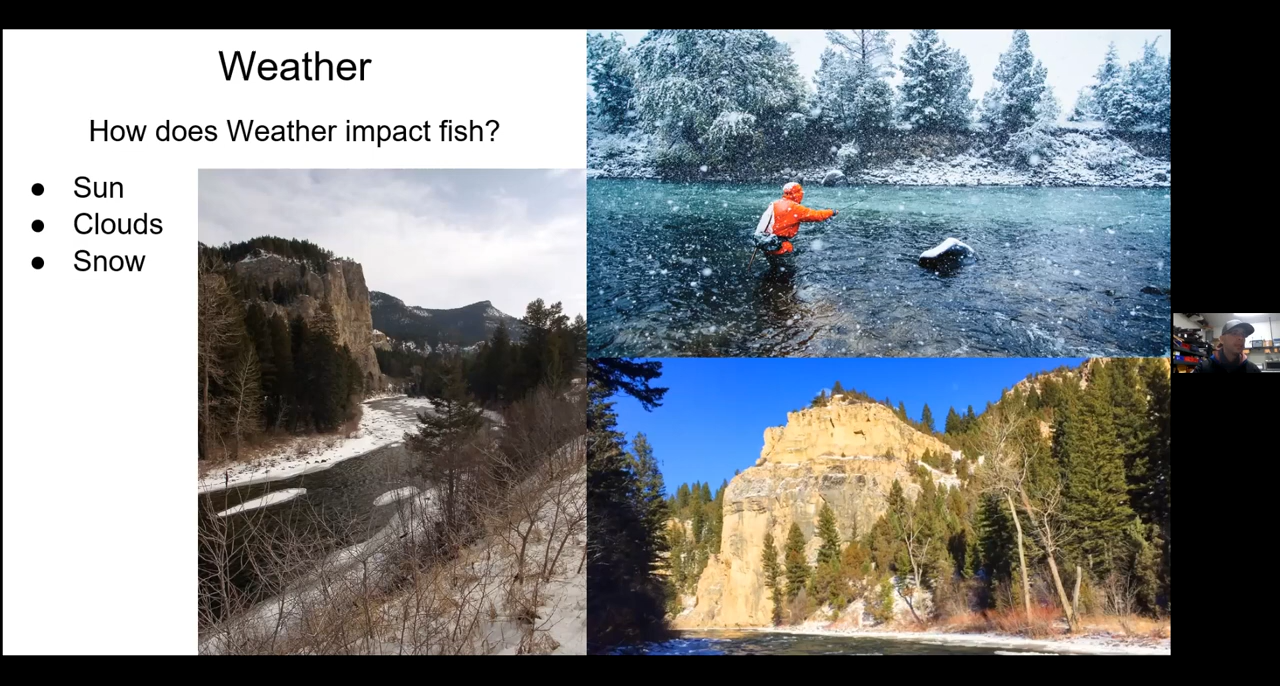 Weather
How does Weather impact fish?
● Sun
● Clouds
● Snow